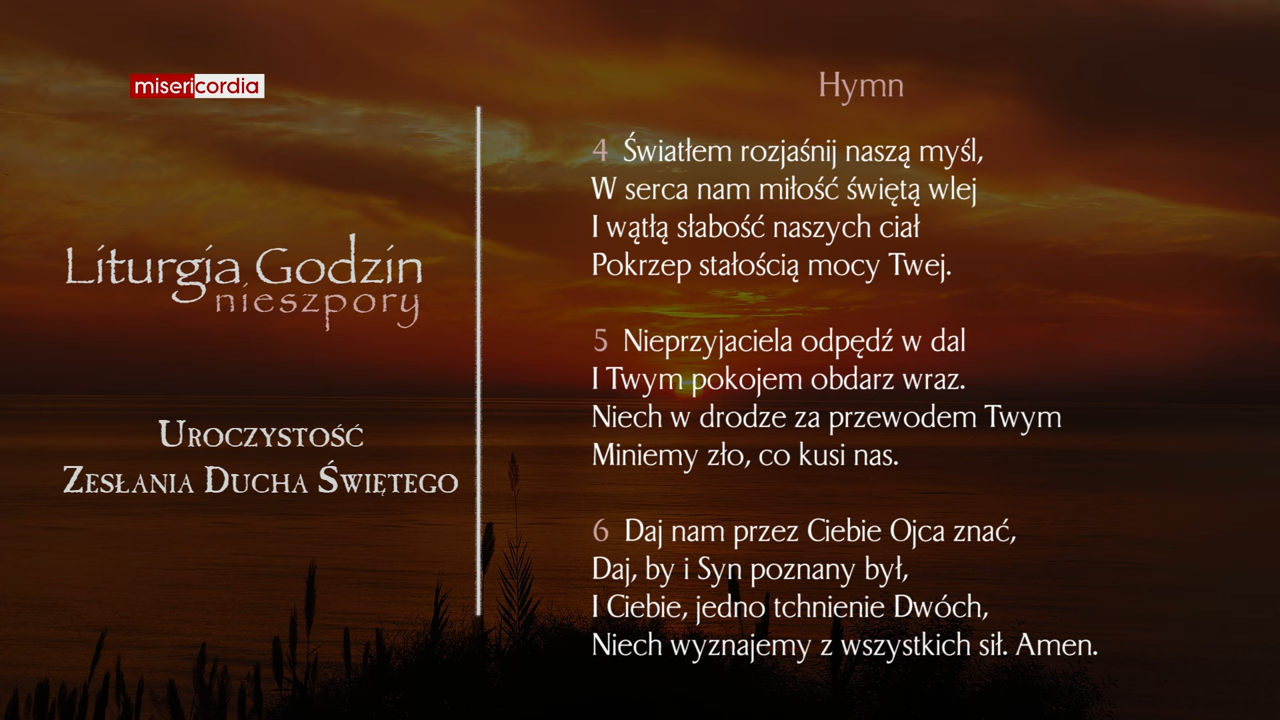 misericordia
Liturgia Godzin
nieszpory
Uroczystość
Zesłania Ducha Świętego
Hymn
4 Światłem rozjaśnij naszą myśl,
W serca nam miłość świętą wlej
I wątłą słabość naszych ciał
Pokrzep stałością mocy Twej.
5 Nieprzyjaciela odpędź w dal
I Twym pokojem obdarz wraz.
Niech w drodze za przewodem Twym
Miniemy zło, co kusi nas.
6 Daj nam przez Ciebie Ojca znać,
Daj, by i Syn poznany był,
I Ciebie, jedno tchnienie Dwóch,
Niech wyznajemy z wszystkich sił. Amen.